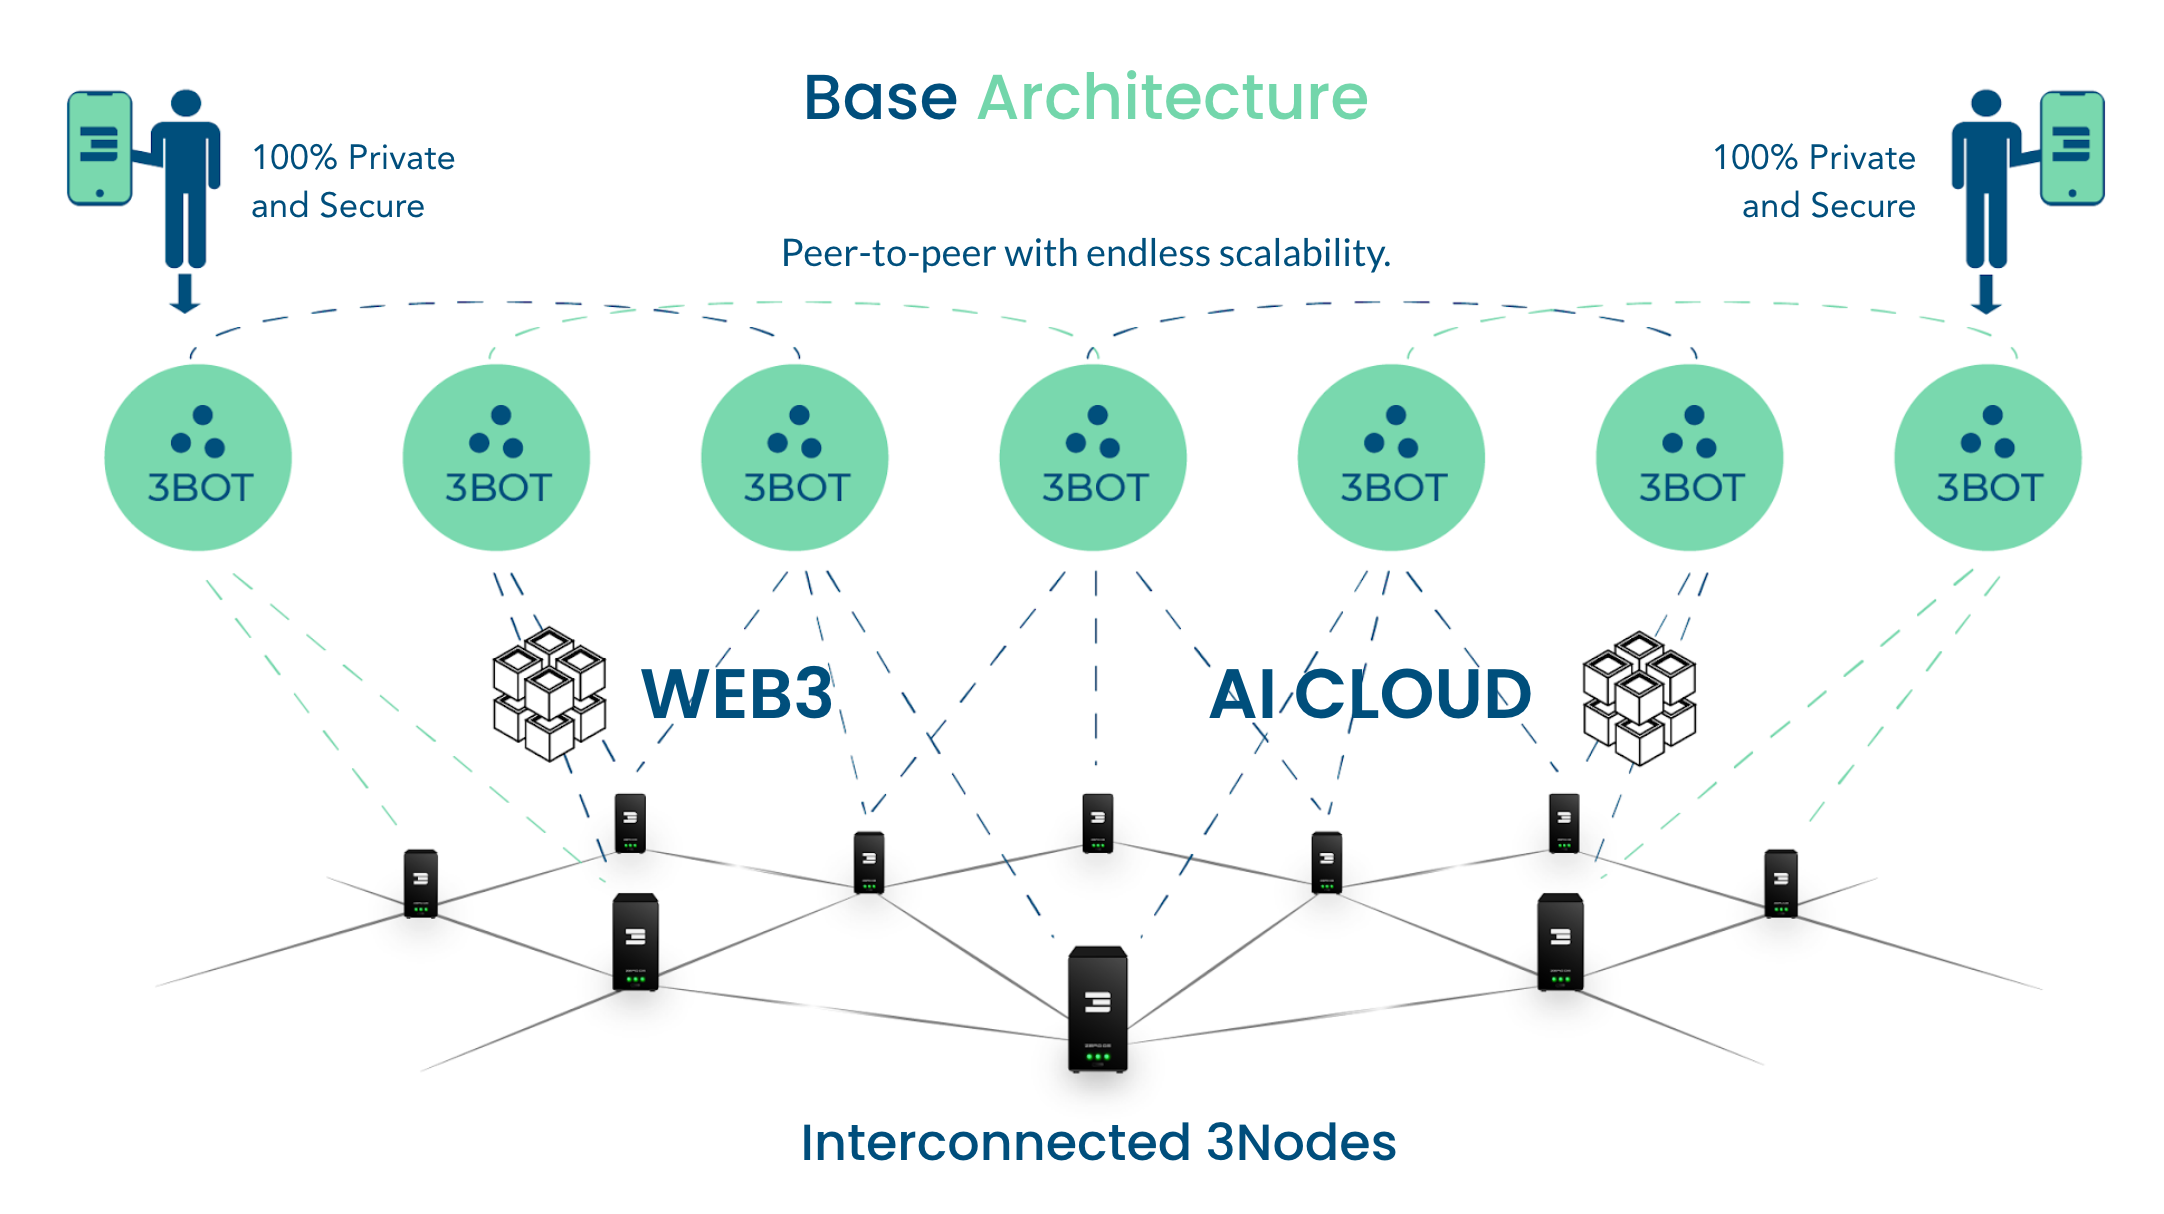 Base Architecture
100% Private
and Secure
100% Private
and Secure
Peer-to-peer with endless scalability.
3BOT
3BOT
3BOT
3BOT
3BOT
3BOT
3BOT
WEB3
AI CLOUD
Interconnected 3Nodes